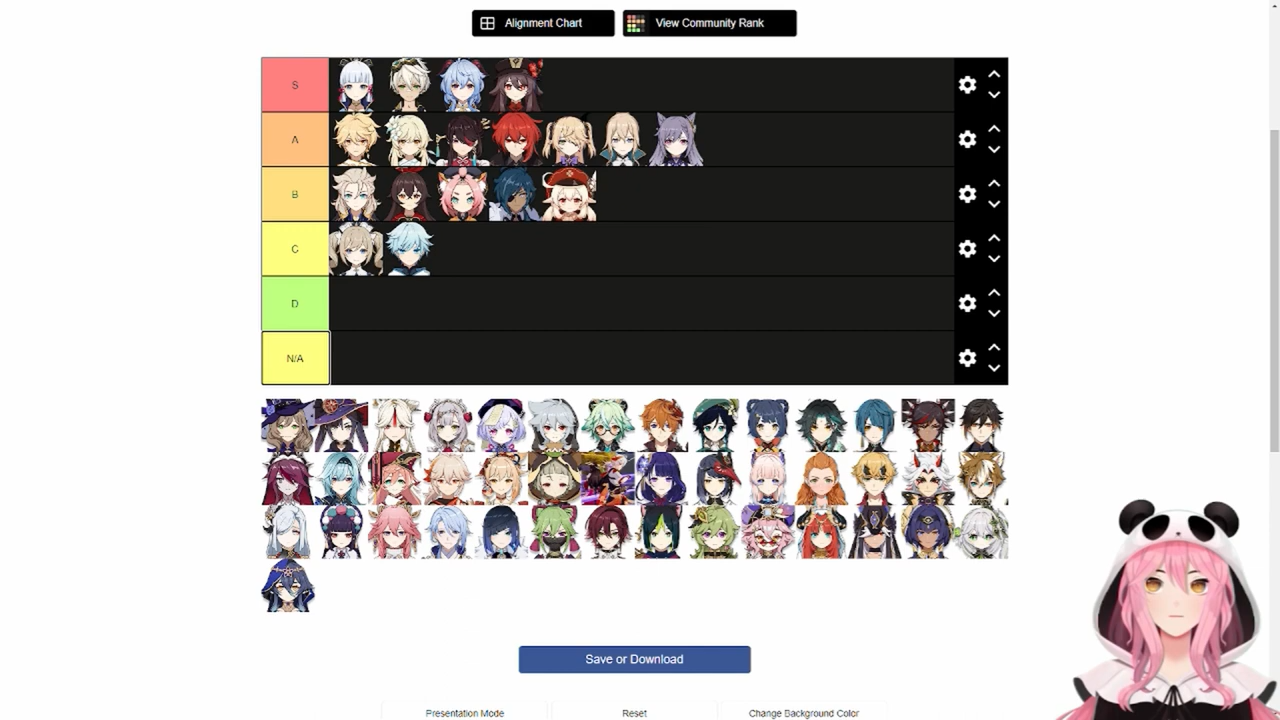 Alignment Chart
View Community Rank
S
A
B
C
D
N/A
Save or Download
Presentation Mode
Reset
Change Background Color